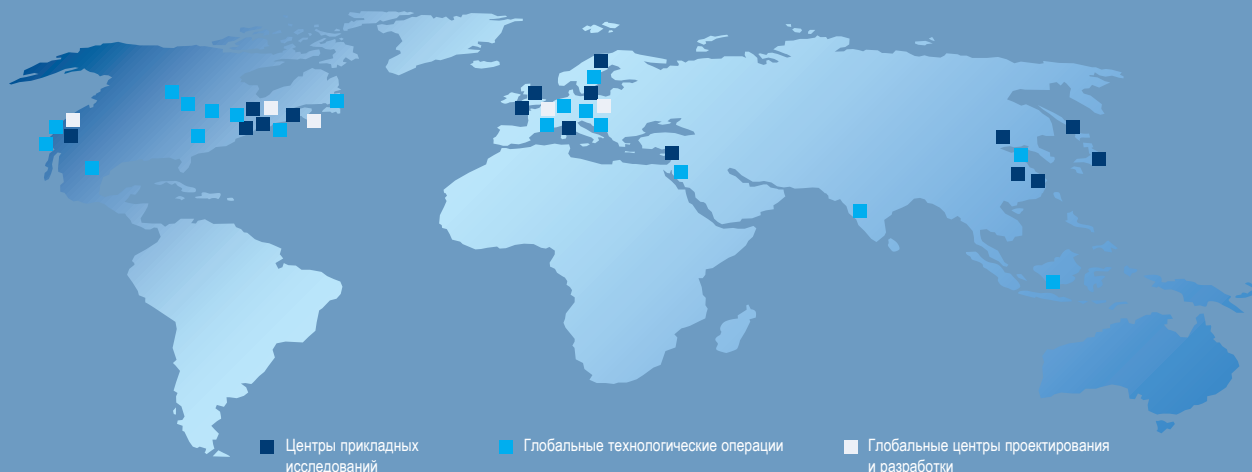 Центры прикладных
исследований
Глобальные технологические операции
Глобальные центры проектирования
и разработки